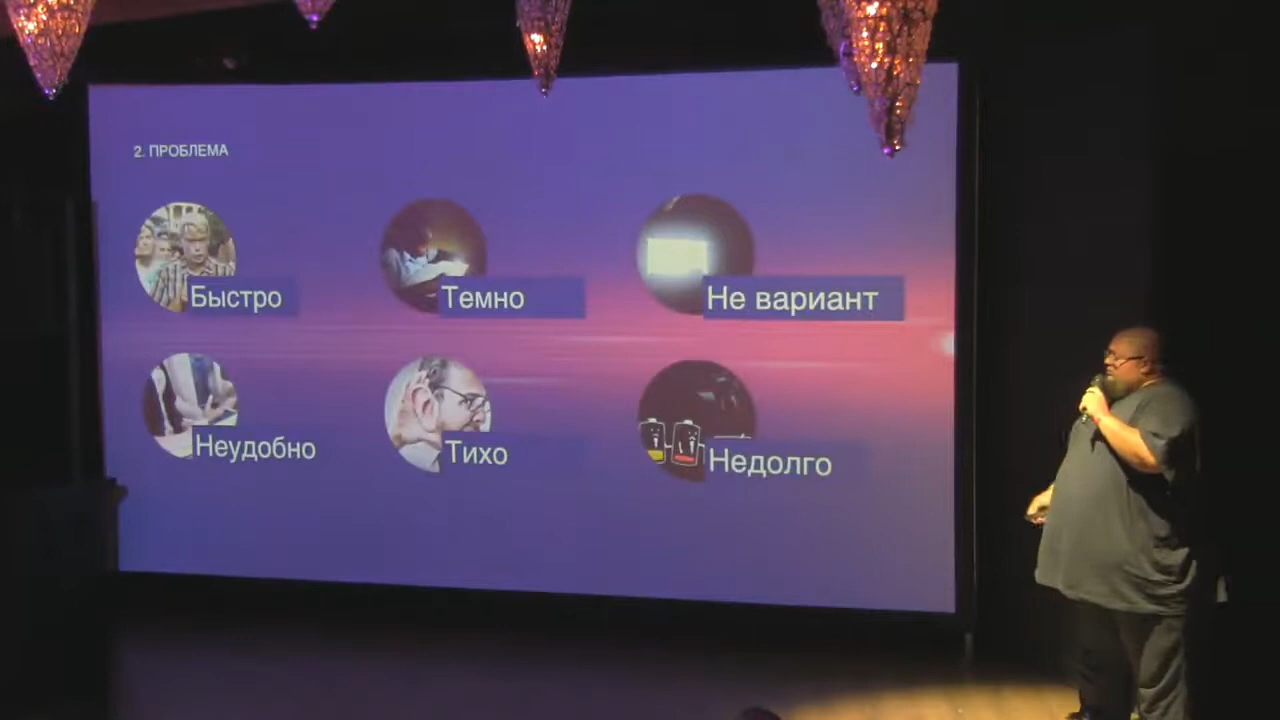 2. ПРОБЛЕМА
Быстро
Темно
Не вариант
Неудобно
Тихо
Недолго